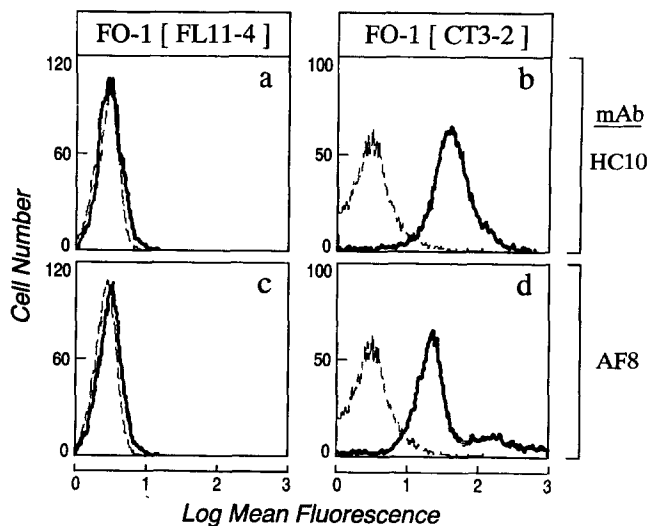 FO-1 [ FL11-4 ]
FO-1 [ CT3-2 ]
120
60
0
a
100
50
0
b
mAb
HC10
Cell Number
120
60
0
c
100
50
0
d
AF8
0 1 2 3
0 1 2 3
Log Mean Fluorescence